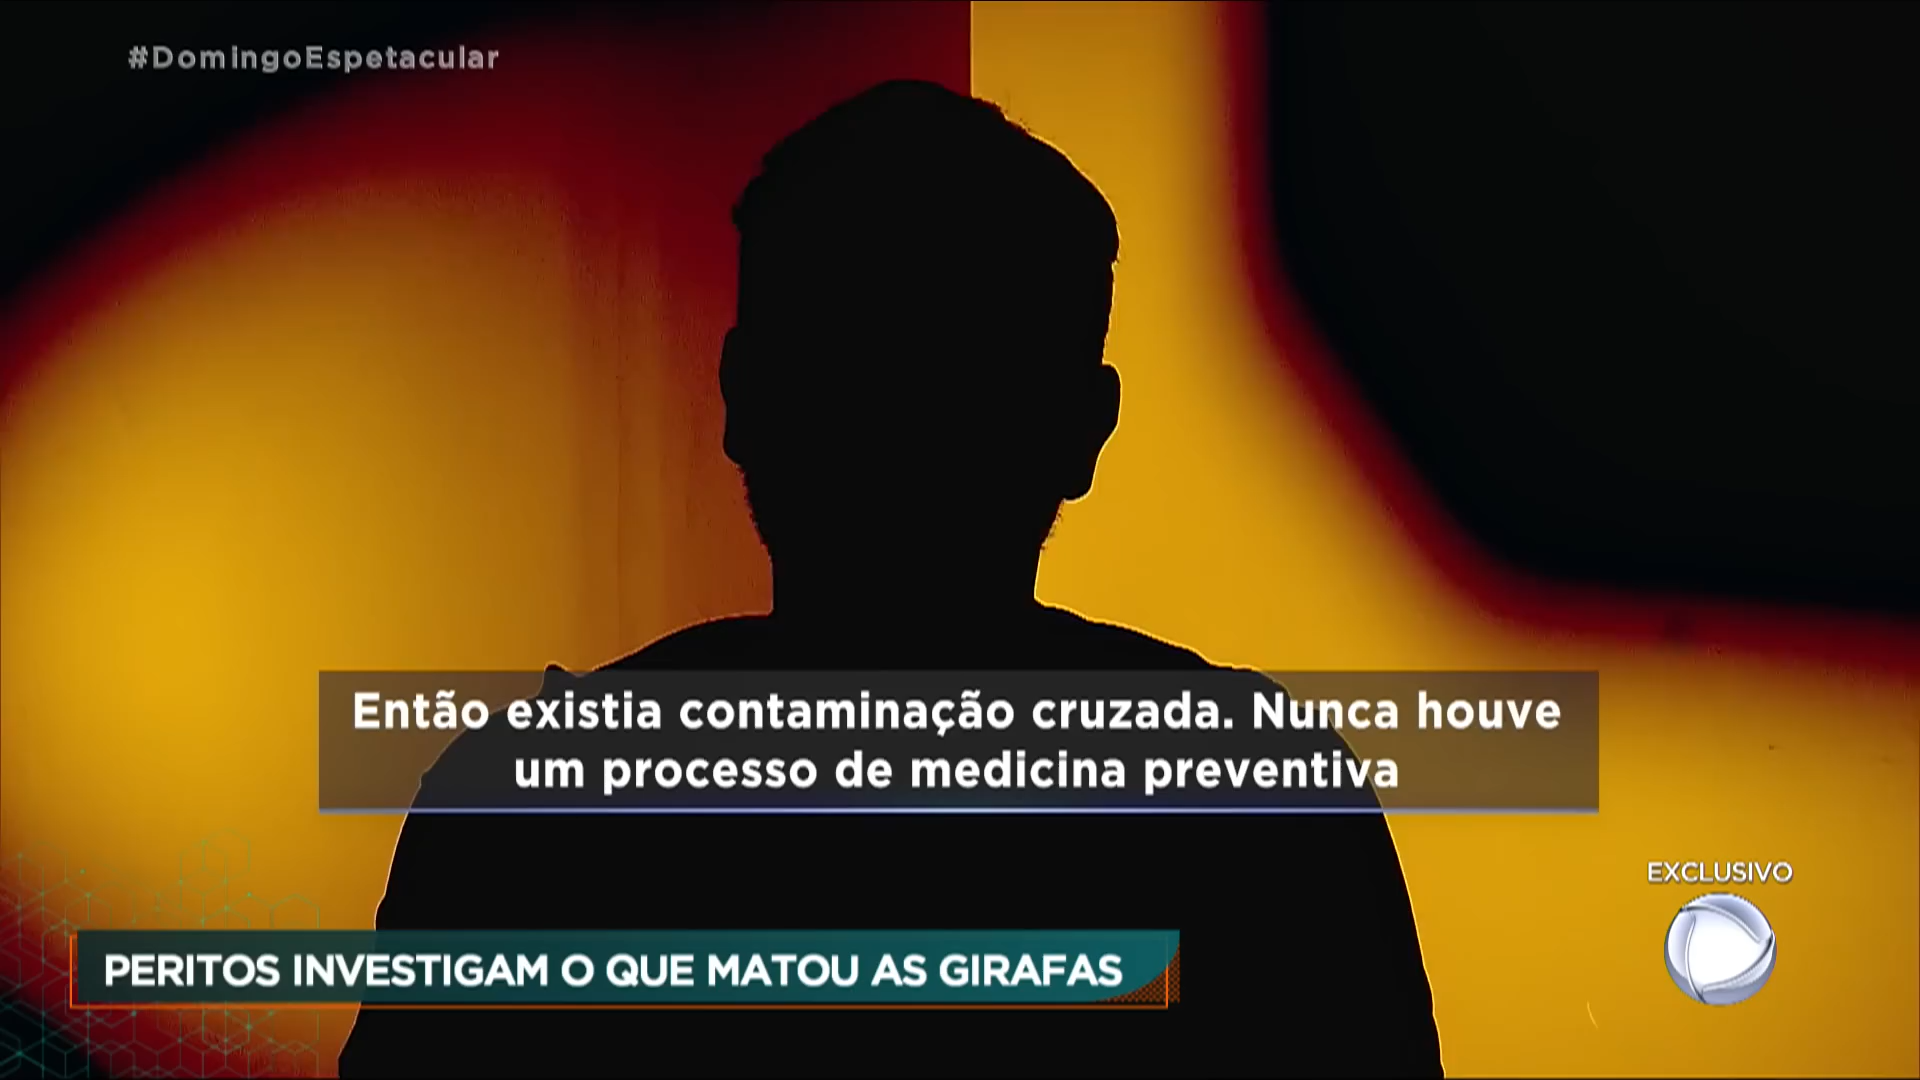 #DomingoEspetacular
Então existia contaminação cruzada. Nunca houve
um processo de medicina preventiva
EXCLUSIVO
PERITOS INVESTIGAM O QUE MATOU AS GIRAFAS